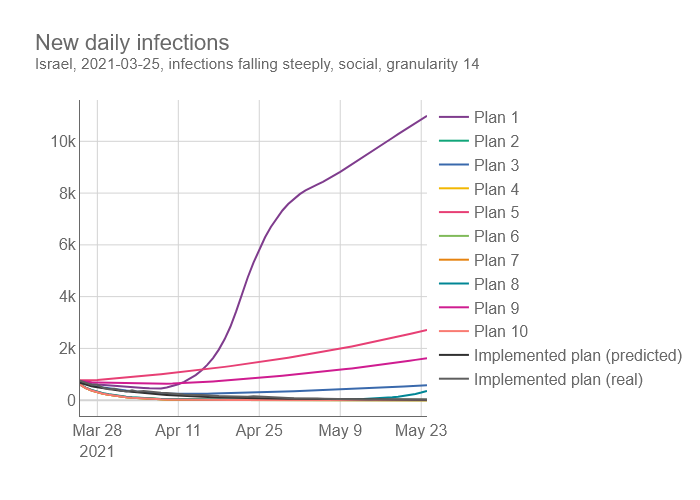 New daily infections
Israel, 2021-03-25, infections falling steeply, social, granularity 14
10k
8k
6k
4k
2k
0
Mar 28
2021
Apr 11
Apr 25
May 9
May 23
Plan 1
Plan 2
Plan 3
Plan 4
Plan 5
Plan 6
Plan 7
Plan 8
Plan 9
Plan 10
Implemented plan (predicted)
Implemented plan (real)